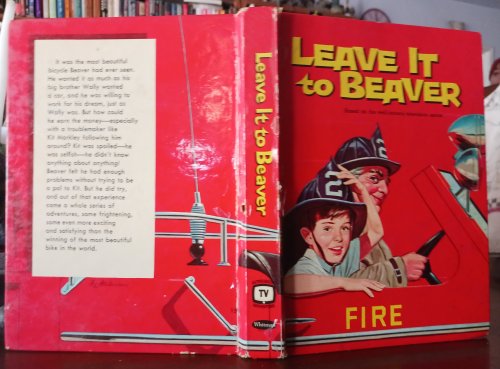 It was the most beautiful
bicycle Beaver had ever seen.
He wanted it as much as his
big brother Wally wanted
a car, and he was willing to
work for his dream, just as
Wally was. But how could
he earn the money—especially
with a troublemaker like
Kit Markley following him
around? Kit was spoiled—he
was selfish—he didn't know
anything about anything!
Beaver felt he had enough
problems without trying to be
a pal to Kit. But he did try,
and out of that experience
came a whole series of
adventures, some frightening,
some even more exciting
and satisfying than the
winning of the most beautiful
bike in the world.
Leave It to Beaver
TV
Whitman
LEAVE IT
to BEAVER
Based on the well-known television series
2
2
FIRE